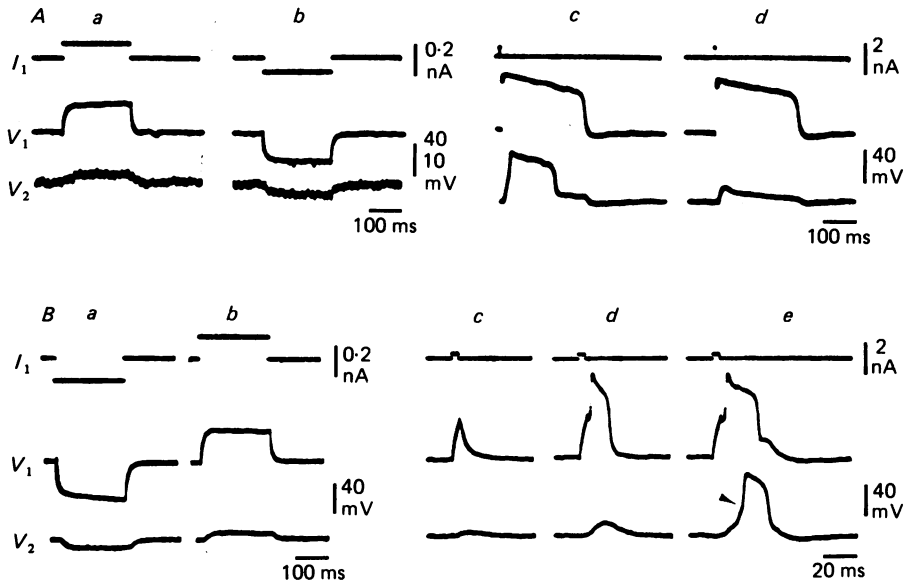 A a b c d
I₁ 0·2 nA 2 nA
V₁ 40 10 mV 40 mV
V₂
100 ms 100 ms
B a b c d e
I₁ 0·2 nA 2 nA
V₁ 40 mV 40 mV
V₂
100 ms 20 ms